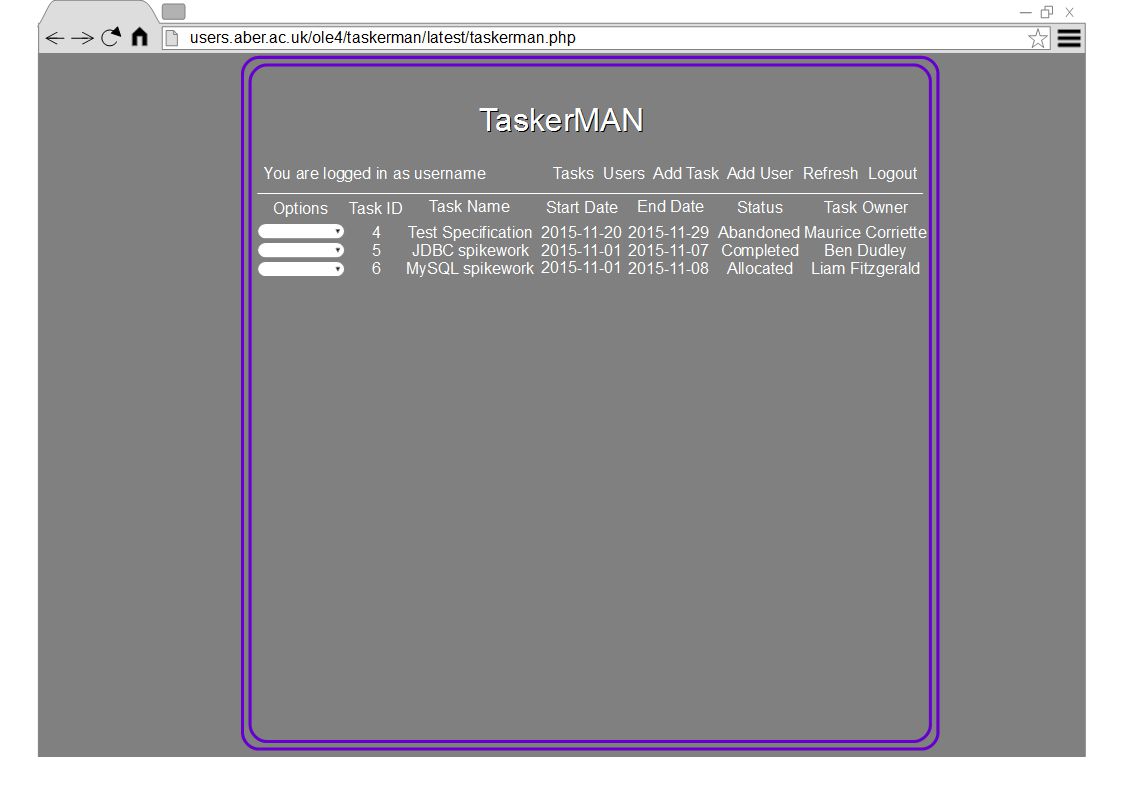 users.aber.ac.uk/ole4/taskerman/latest/taskerman.php
TaskerMAN
You are logged in as username Tasks Users Add Task Add User Refresh Logout
Options Task ID Task Name Start Date End Date Status Task Owner
4 Test Specification 2015-11-20 2015-11-29 Abandoned Maurice Corriette
5 JDBC spikework 2015-11-01 2015-11-07 Completed Ben Dudley
6 MySQL spikework 2015-11-01 2015-11-08 Allocated Liam Fitzgerald